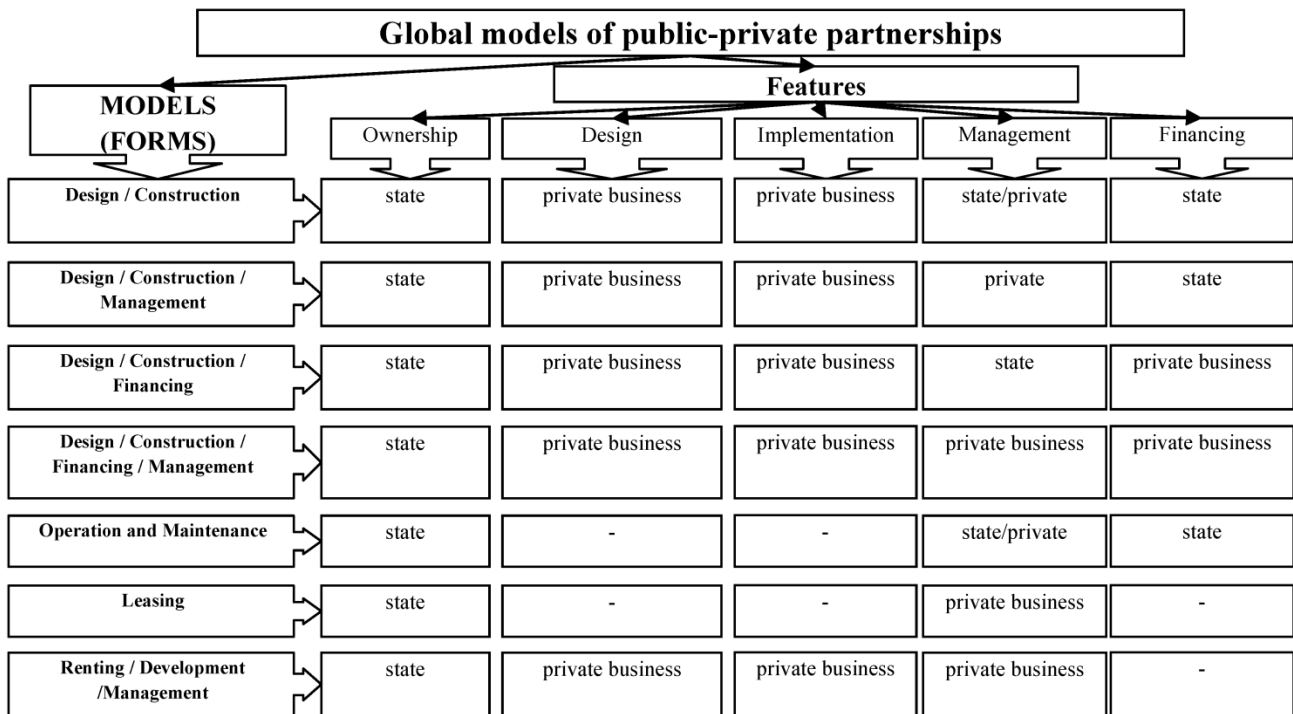 Global models of public-private partnerships
MODELS
(FORMS)
Features
Ownership
Design
Implementation
Management
Financing
Design / Construction
state
private business
private business
state/private
state
Design / Construction /
Management
state
private business
private business
private
state
Design / Construction /
Financing
state
private business
private business
state
private business
Design / Construction /
Financing / Management
state
private business
private business
private business
private business
Operation and Maintenance
state
-
-
state/private
state
Leasing
state
-
-
private business
-
Renting / Development
/Management
state
private business
private business
private business
-